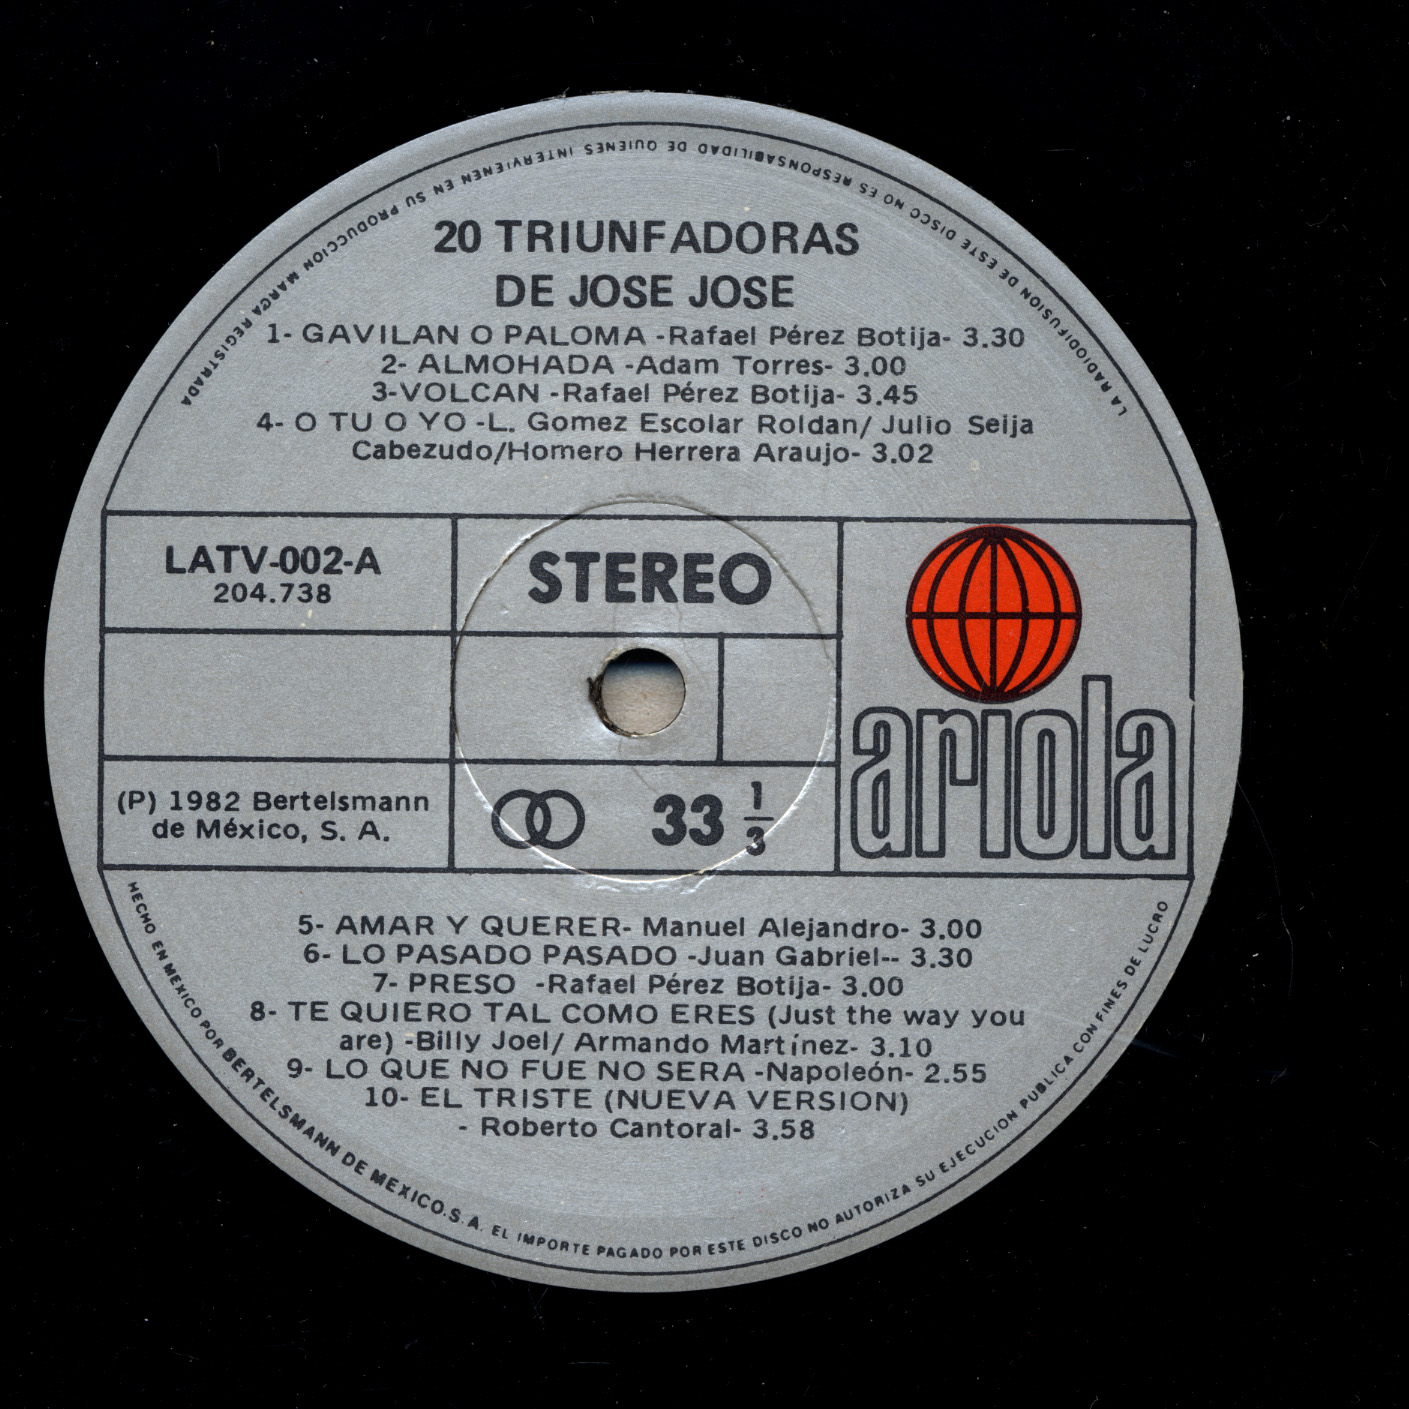 20 TRIUNFADORAS
DE JOSE JOSE
1- GAVILAN O PALOMA -Rafael Pérez Botija- 3.30
2- ALMOHADA -Adam Torres- 3.00
3-VOLCAN -Rafael Pérez Botija- 3.45
4- O TU O YO -L. Gomez Escolar Roldan/ Julio Seija
Cabezudo/Homero Herrera Araujo- 3.02
LATV-002-A
204.738
STEREO
ariola
(P) 1982 Bertelsmann
de México, S. A.
33 1/3
5- AMAR Y QUERER- Manuel Alejandro- 3.00
6- LO PASADO PASADO -Juan Gabriel-- 3.30
7- PRESO -Rafael Pérez Botija- 3.00
8- TE QUIERO TAL COMO ERES (Just the way you
are) -Billy Joel/ Armando Martínez- 3.10
9- LO QUE NO FUE NO SERA -Napoleón- 2.55
10- EL TRISTE (NUEVA VERSION)
- Roberto Cantoral- 3.58
HECHO EN MEXICO POR BERTELSMANN DE MEXICO.S.A. EL IMPORTE PAGADO POR ESTE DISCO NO AUTORIZA SU EJECUCION PUBLICA CON FINES DE LUCRO
LA RADIODIFUSION DE ESTE DISCO NO ES RESPONSABILIDAD DE QUIENES INTERVIENEN EN SU PRODUCCION MARCA REGISTRADA